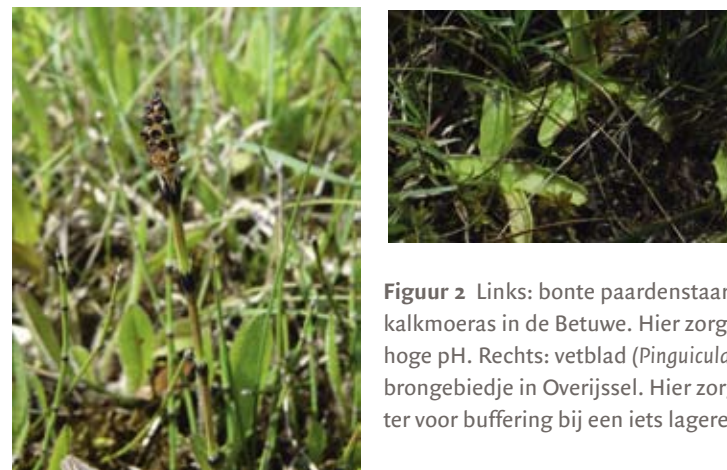 Figuur 2 Links: bonte paardenstaar
kalkmoeras in de Betuwe. Hier zorg
hoge pH. Rechts: vetblad (Pinguicula
brongebiedje in Overijssel. Hier zor
ter voor buffering bij een iets lagere